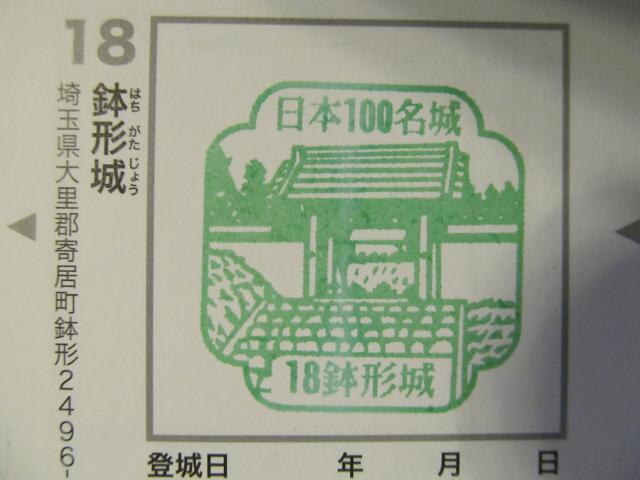 18
鉢形城
はち がた じょう
埼玉県大里郡寄居町鉢形2496-
日本100名城
18鉢形城
登城日 年 月 日